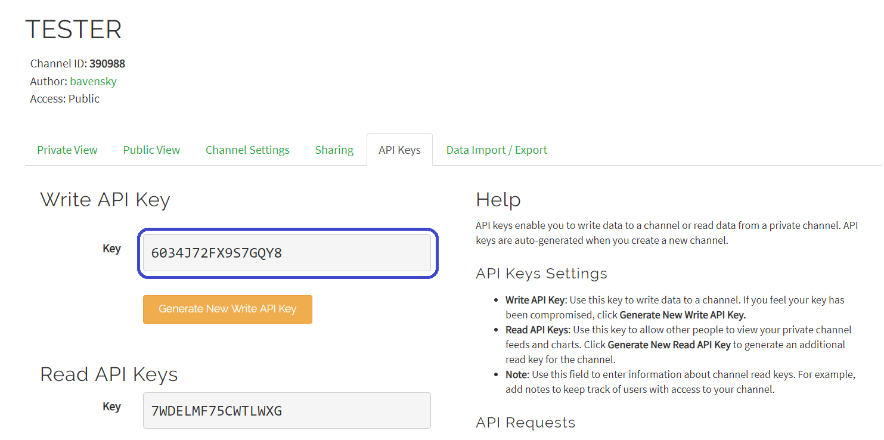 TESTER
Channel ID: 390988
Author: bavensky
Access: Public
Private View
Public View
Channel Settings
Sharing
API Keys
Data Import / Export
Write API Key
Key
6034J72FX9S7GQY8
Generate New Write API Key
Read API Keys
Key
7WDELMF75CWTLWXG
Help
API keys enable you to write data to a channel or read data from a private channel. API
keys are auto-generated when you create a new channel.
API Keys Settings
• Write API Key: Use this key to write data to a channel. If you feel your key has
been compromised, click Generate New Write API Key.
• Read API Keys: Use this key to allow other people to view your private channel
feeds and charts. Click Generate New Read API Key to generate an additional
read key for the channel.
• Note: Use this field to enter information about channel read keys. For example,
add notes to keep track of users with access to your channel.
API Requests